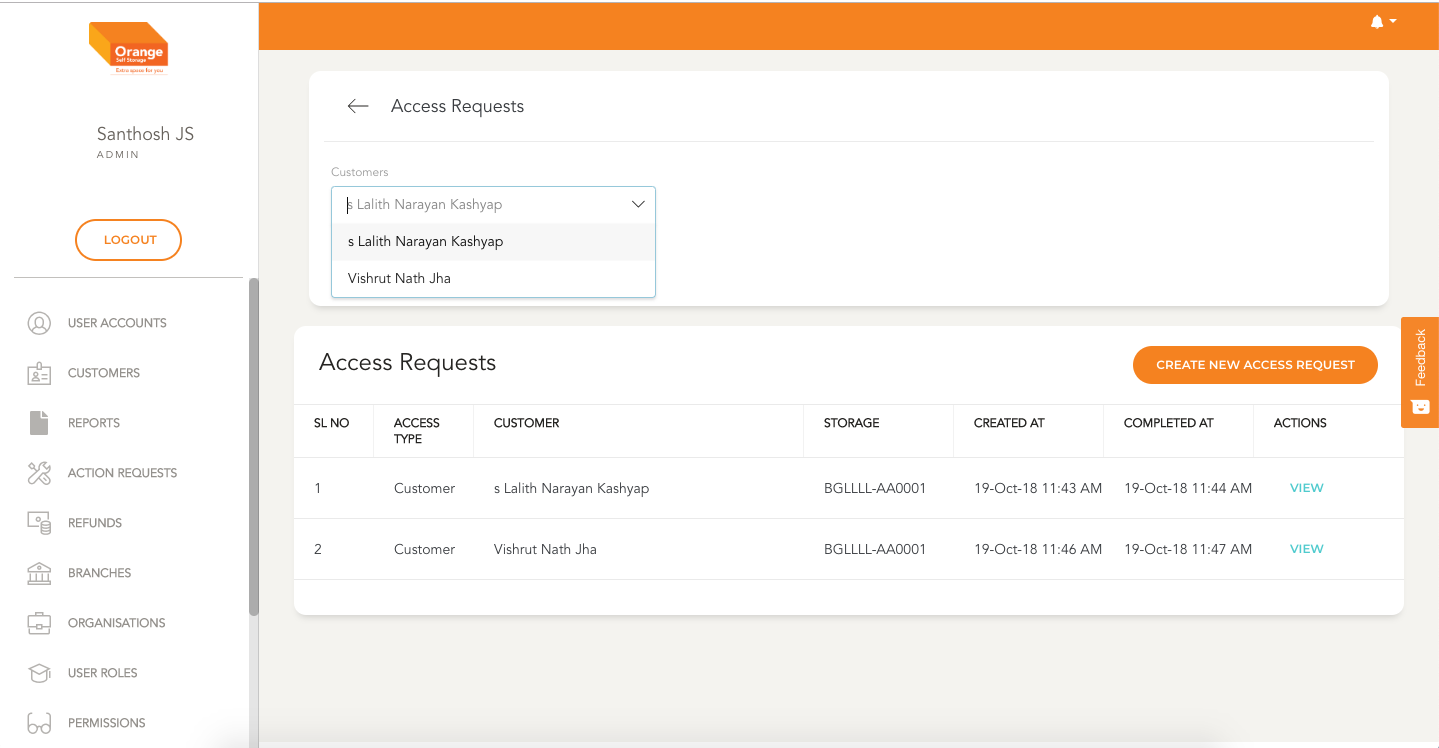 Orange
Self Storage
Extra space for you
Santhosh JS
ADMIN
LOGOUT
USER ACCOUNTS
CUSTOMERS
REPORTS
ACTION REQUESTS
REFUNDS
BRANCHES
ORGANISATIONS
USER ROLES
PERMISSIONS
Access Requests
Customers
s Lalith Narayan Kashyap
s Lalith Narayan Kashyap
Vishrut Nath Jha
Feedback
Access Requests
CREATE NEW ACCESS REQUEST
SL NO ACCESS TYPE CUSTOMER STORAGE CREATED AT COMPLETED AT ACTIONS
1 Customer s Lalith Narayan Kashyap BGLLLL-AA0001 19-Oct-18 11:43 AM 19-Oct-18 11:44 AM VIEW
2 Customer Vishrut Nath Jha BGLLLL-AA0001 19-Oct-18 11:46 AM 19-Oct-18 11:47 AM VIEW